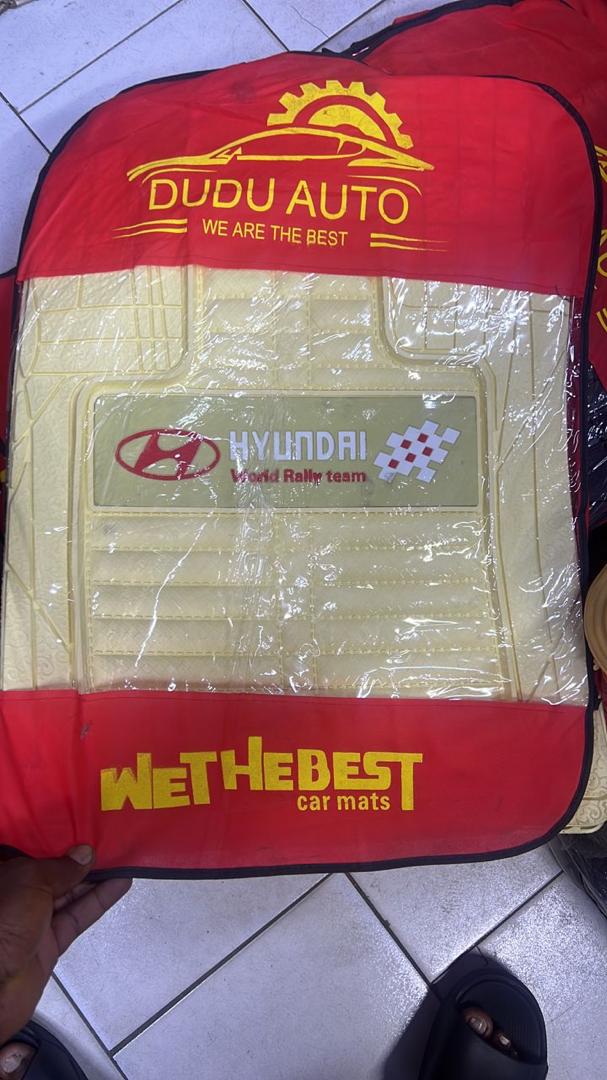 DUDU AUTO
WE ARE THE BEST
HYUNDAI
World Rally team
WETHEBEST
car mats